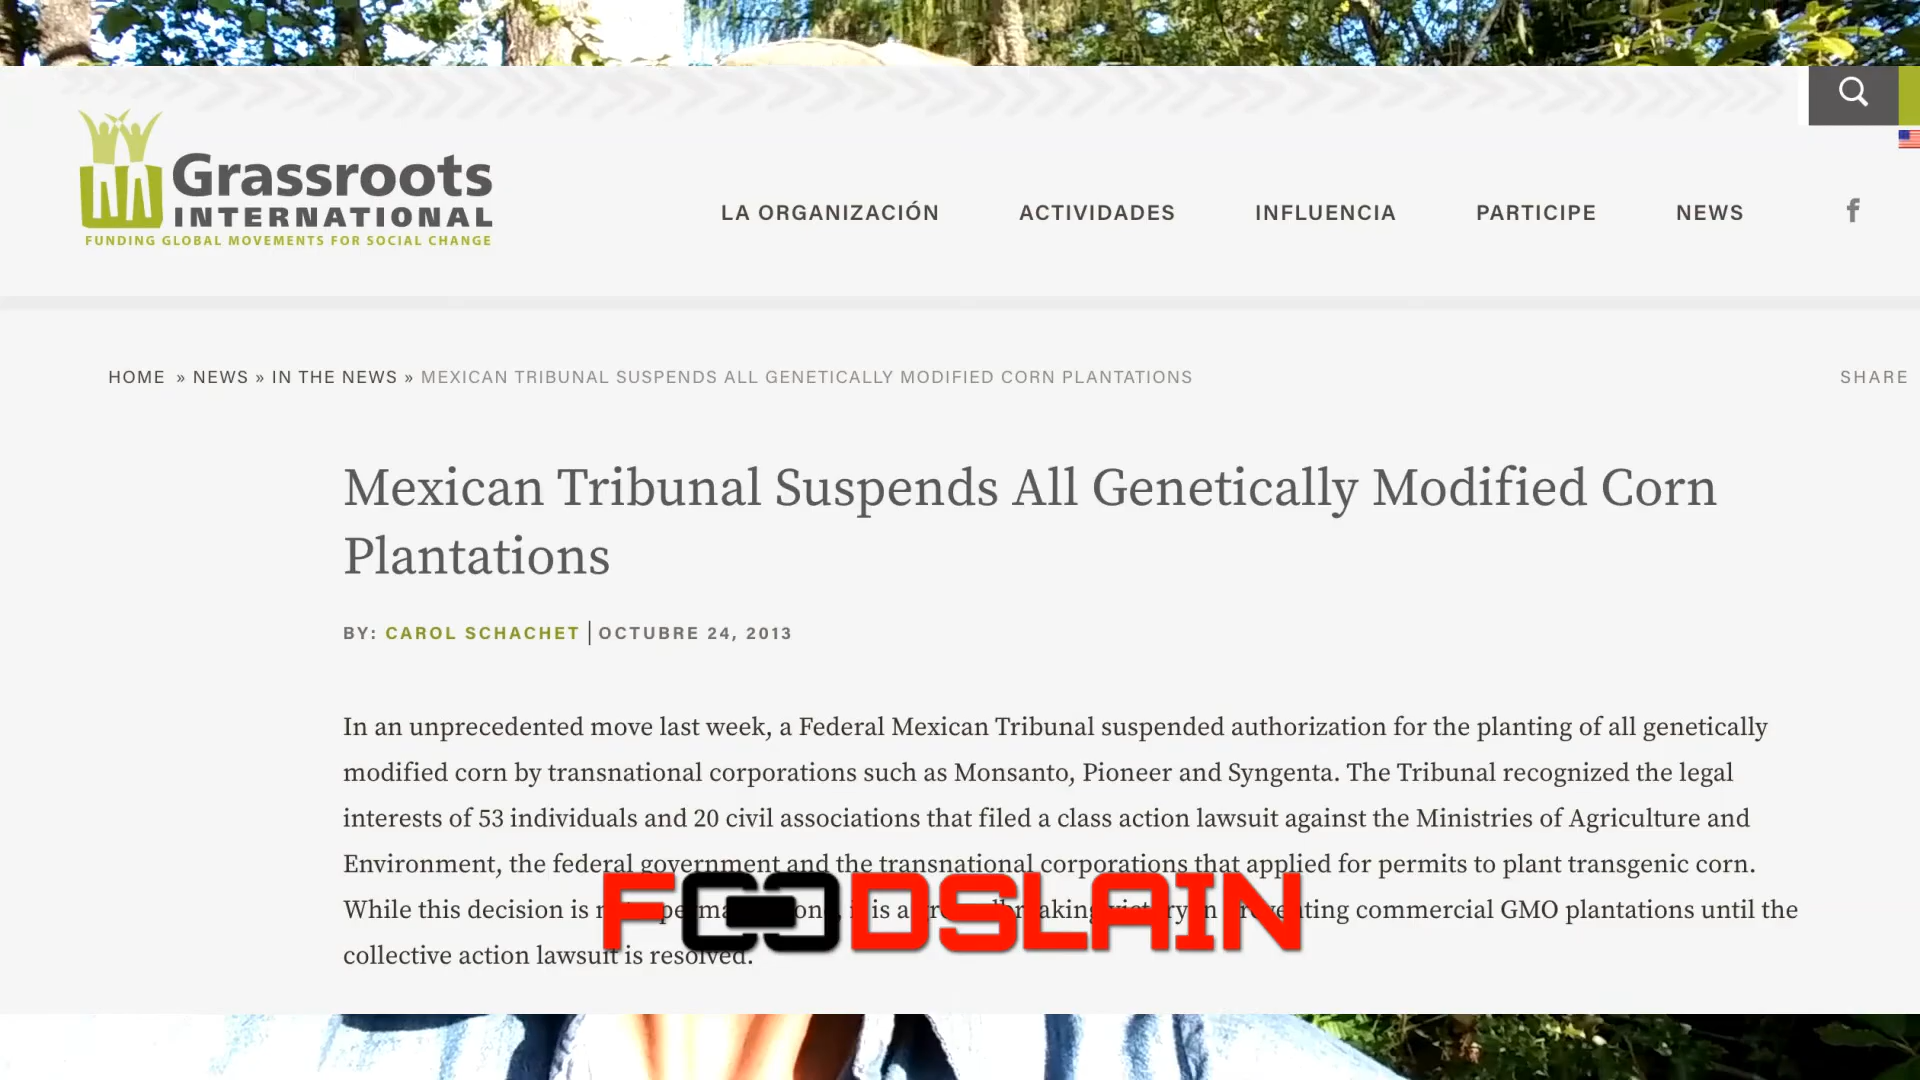 Grassroots
INTERNATIONAL
FUNDING GLOBAL MOVEMENTS FOR SOCIAL CHANGE
LA ORGANIZACIÓN ACTIVIDADES INFLUENCIA PARTICIPE NEWS f
HOME » NEWS » IN THE NEWS » MEXICAN TRIBUNAL SUSPENDS ALL GENETICALLY MODIFIED CORN PLANTATIONS SHARE
Mexican Tribunal Suspends All Genetically Modified Corn
Plantations
BY: CAROL SCHACHET | OCTUBRE 24, 2013
In an unprecedented move last week, a Federal Mexican Tribunal suspended authorization for the planting of all genetically
modified corn by transnational corporations such as Monsanto, Pioneer and Syngenta. The Tribunal recognized the legal
interests of 53 individuals and 20 civil associations that filed a class action lawsuit against the Ministries of Agriculture and
Environment, the federal government and the transnational corporations that applied for permits to plant transgenic corn.
While this decision is is a victory commercial GMO plantations until the
FOODSLAIN
collective action lawsuit is resolved.